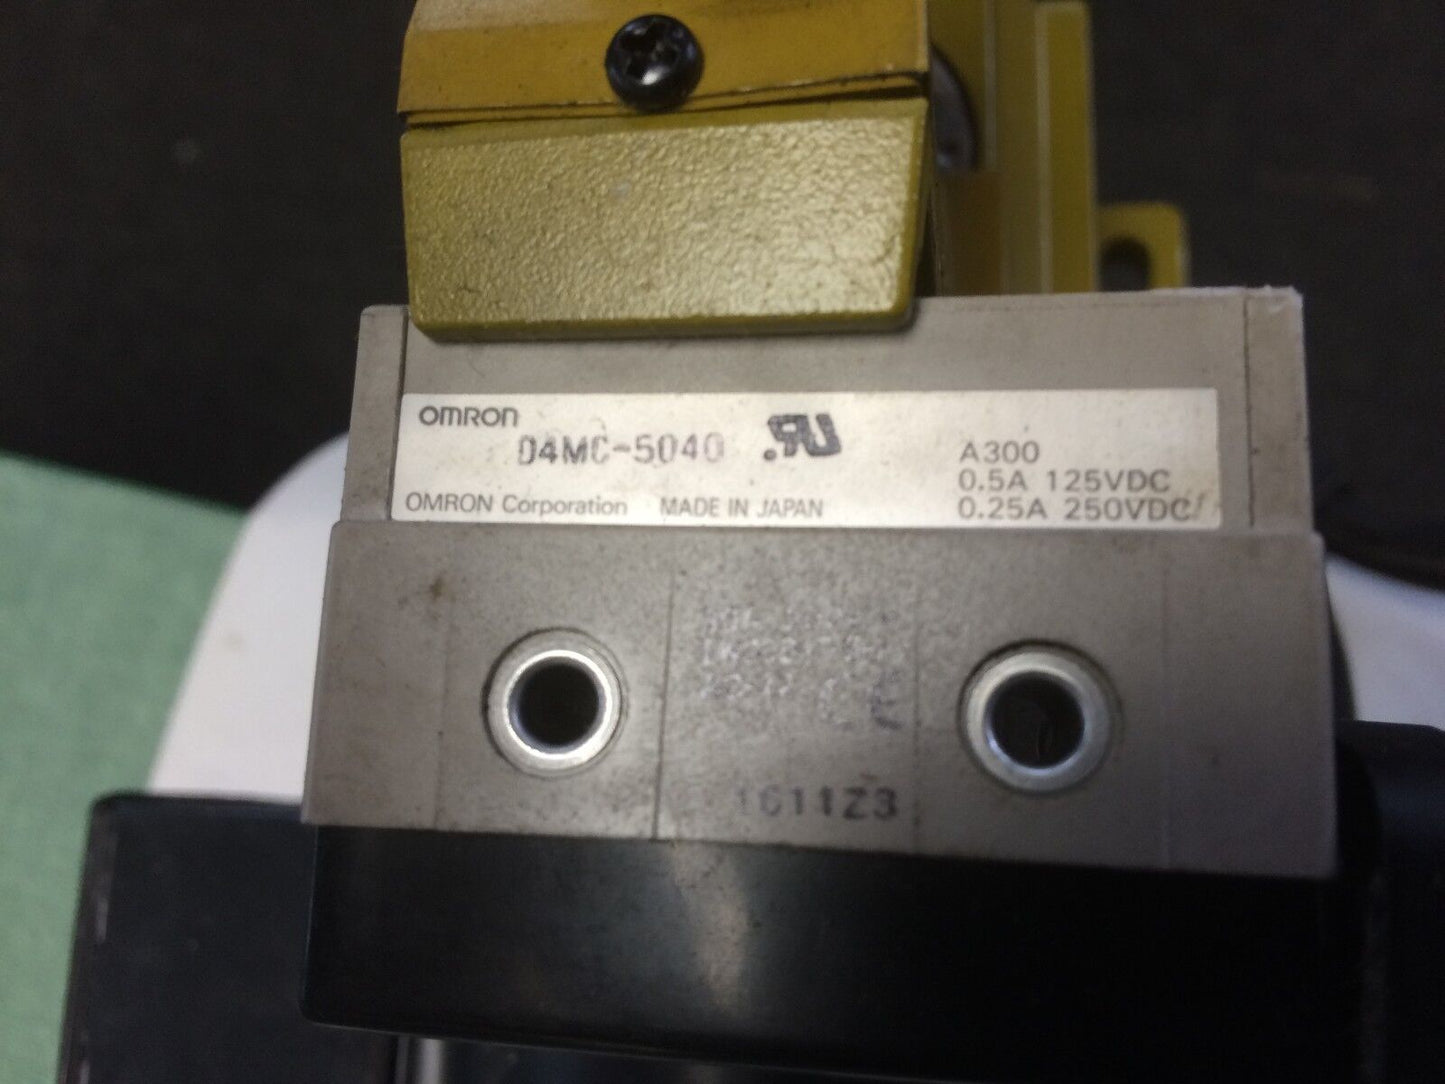 OMRON
D4MC-5040
A300
0.5A 125VDC
OMRON Corporation MADE IN JAPAN
0.25A 250VDC
1611Z3